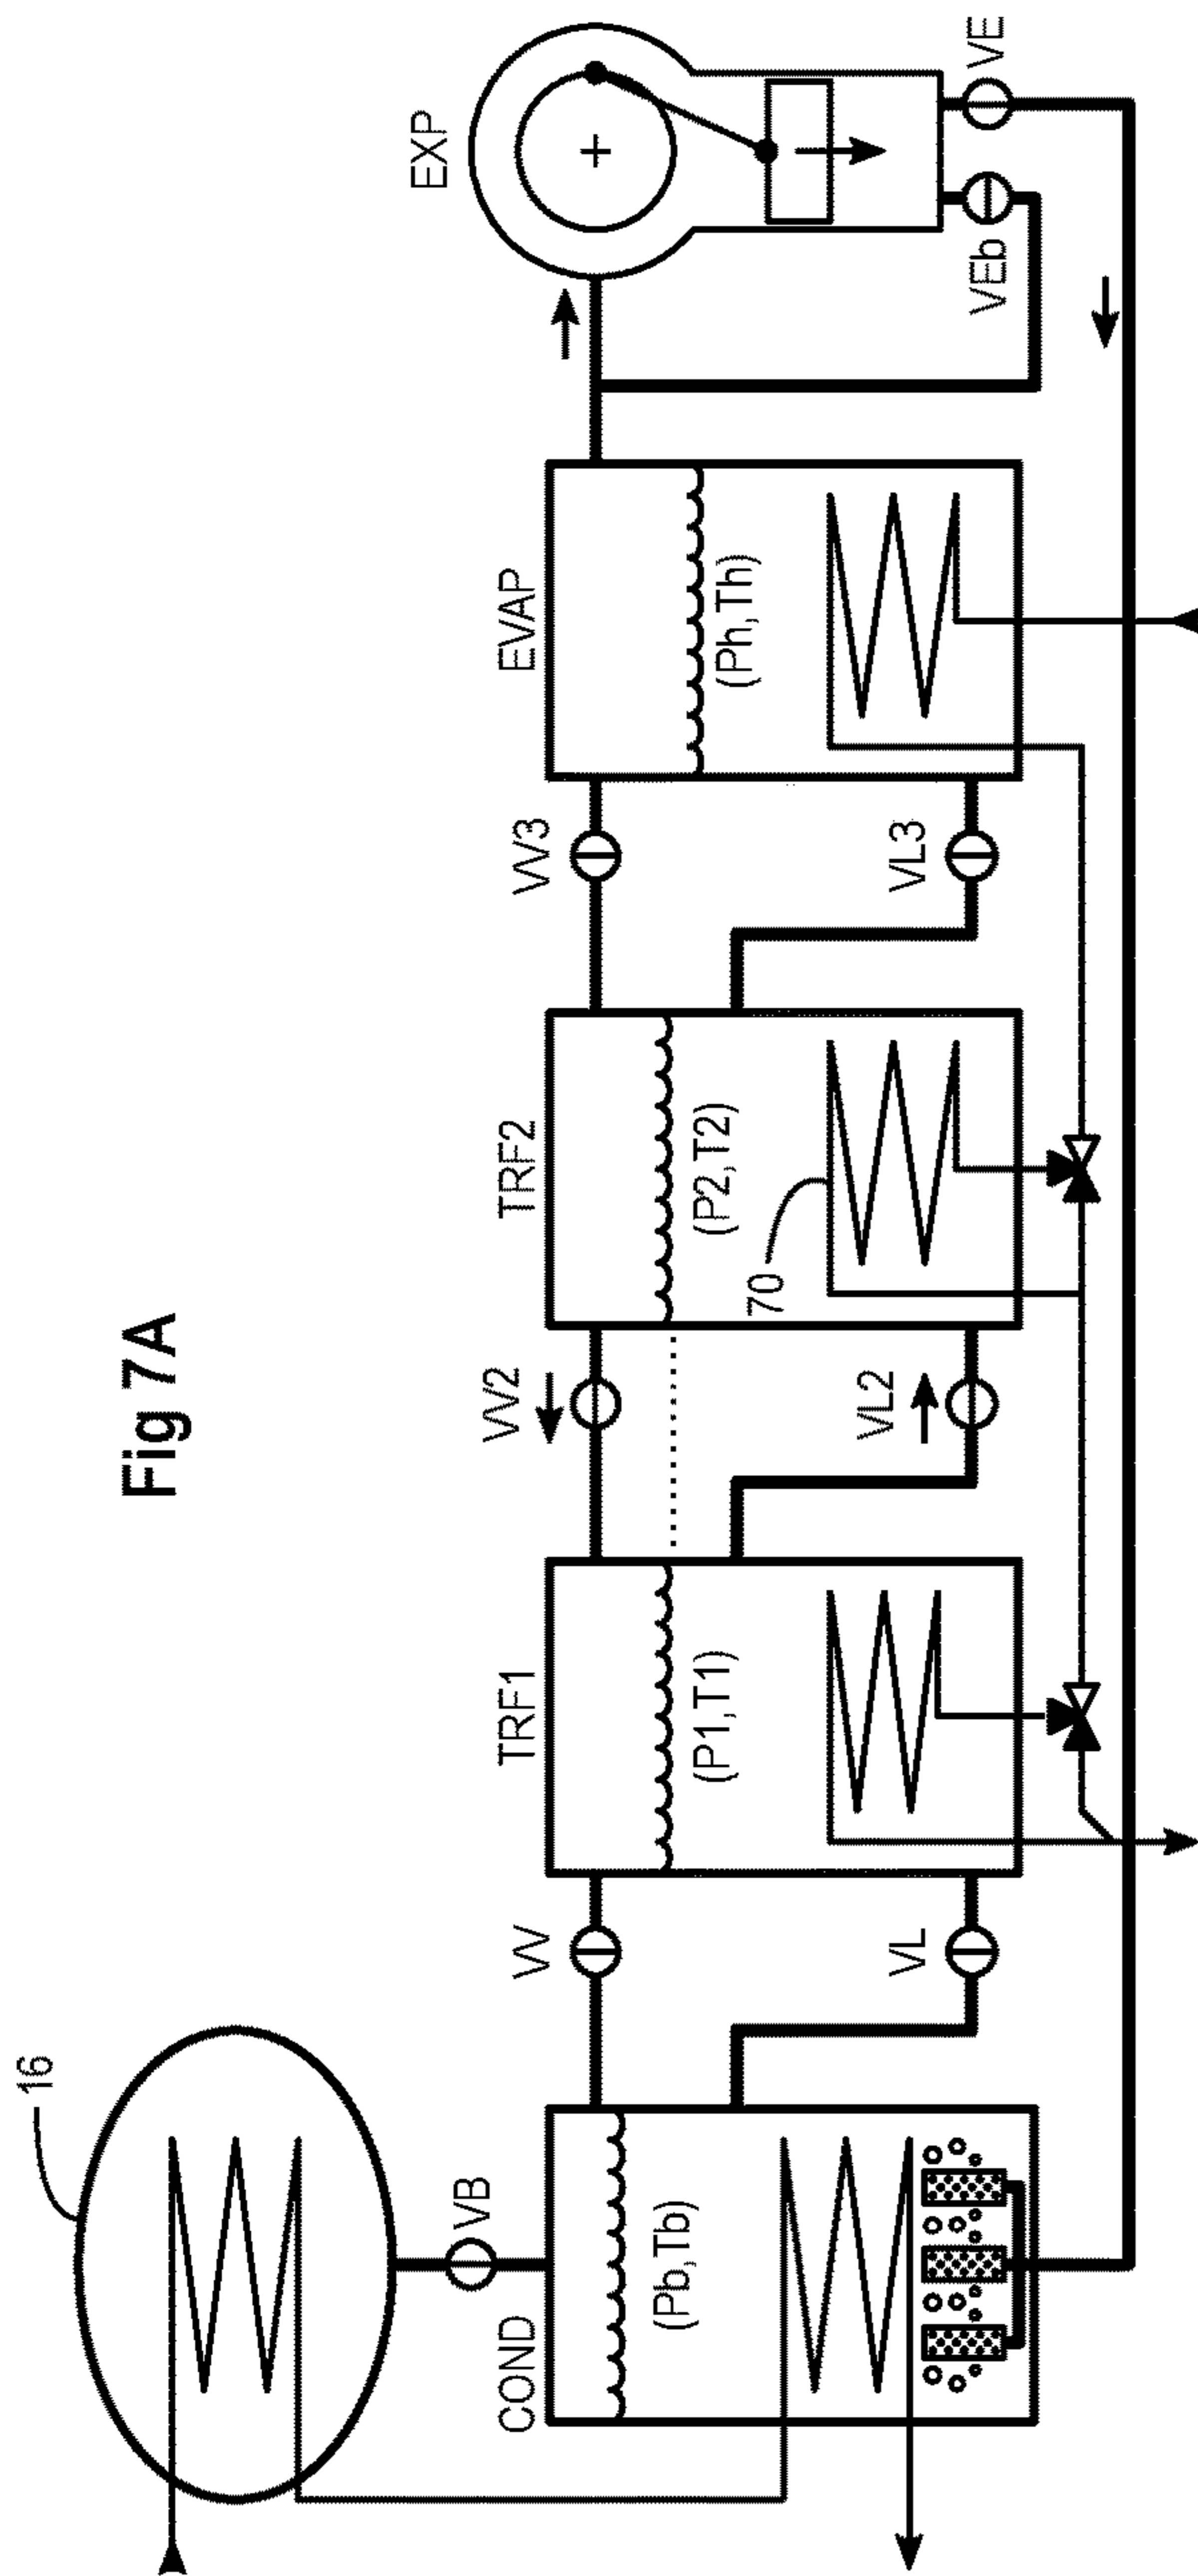 Fig 7A
16
VB
COND
(Pb,Tb)
VV
VL
TRF1
(P1,T1)
VV2
VL2
TRF2
(P2,T2)
70
VV3
VL3
EVAP
(Ph,Th)
EXP
VEb
VE